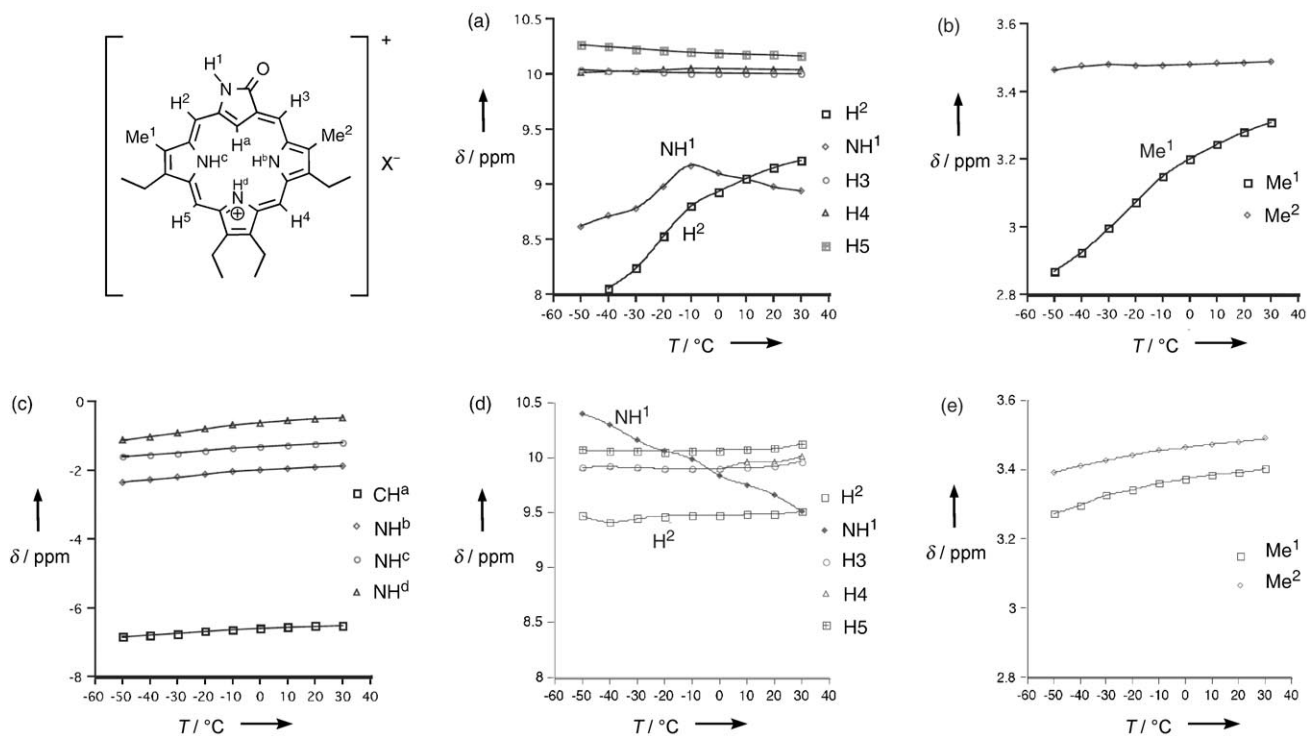 +
H¹
N
O
H²
H³
Me¹
Me²
Hᵃ
NHᶜ
HᵇN
X⁻
H
Nᵈ
⊕
H⁵
H⁴
(a)
10.5
10
9.5
9
8.5
8
δ / ppm
NH¹
H²
-60 -50 -40 -30 -20 -10 0 10 20 30 40
T / °C
H²
NH¹
H3
H4
H5
(b)
3.6
3.4
3.2
3
2.8
δ / ppm
Me¹
-60 -50 -40 -30 -20 -10 0 10 20 30 40
T / °C
Me¹
Me²
(c)
0
-2
-4
-6
-8
δ / ppm
-60 -50 -40 -30 -20 -10 0 10 20 30 40
T / °C
CHᵃ
NHᵇ
NHᶜ
NHᵈ
(d)
10.5
10
9.5
9
8.5
8
δ / ppm
NH¹
H²
-60 -50 -40 -30 -20 -10 0 10 20 30 40
T / °C
H²
NH¹
H3
H4
H5
(e)
3.6
3.4
3.2
3
2.8
δ / ppm
-60 -50 -40 -30 -20 -10 0 10 20 30 40
T / °C
Me¹
Me²